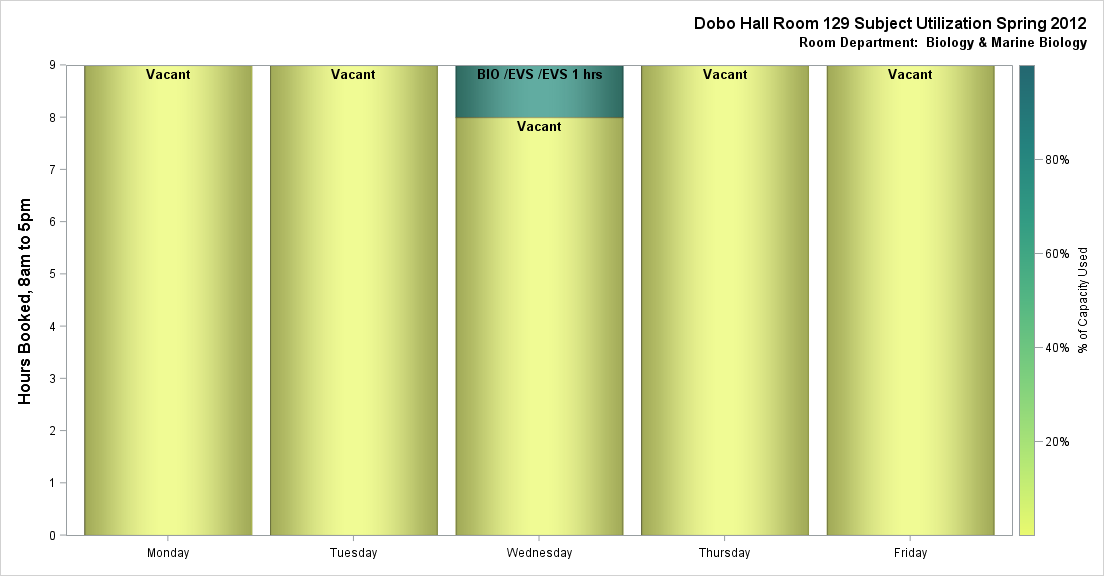 Dobo Hall Room 129 Subject Utilization Spring 2012
Room Department:  Biology & Marine Biology
Hours Booked, 8am to 5pm
9
8
7
6
5
4
3
2
1
0
Vacant
Vacant
BIO /EVS /EVS 1 hrs
Vacant
Vacant
Vacant
Monday
Tuesday
Wednesday
Thursday
Friday
80%
60%
40%
20%
% of Capacity Used